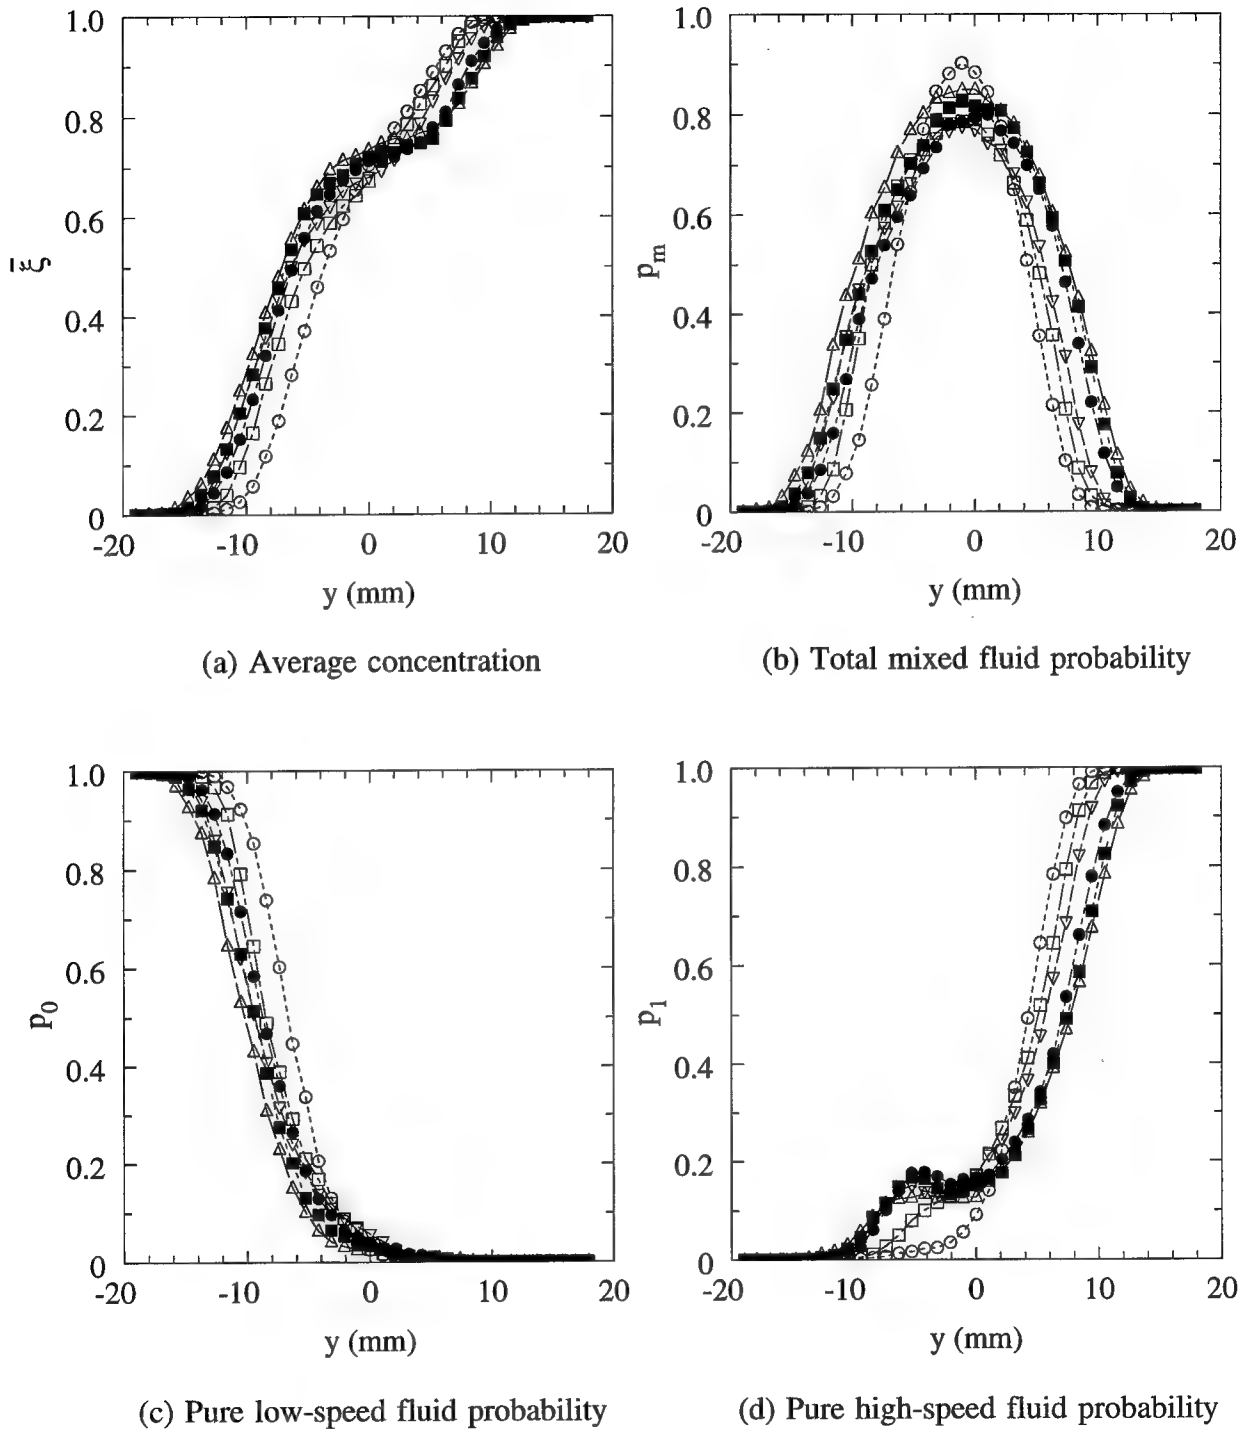 1.0
0.8
0.6
0.4
0.2
0
ξ̅
-20 -10 0 10 20
y (mm)
(a) Average concentration
1.0
0.8
0.6
0.4
0.2
0
pm
-20 -10 0 10 20
y (mm)
(b) Total mixed fluid probability
1.0
0.8
0.6
0.4
0.2
0
p0
-20 -10 0 10 20
y (mm)
(c) Pure low-speed fluid probability
1.0
0.8
0.6
0.4
0.2
0
p1
-20 -10 0 10 20
y (mm)
(d) Pure high-speed fluid probability